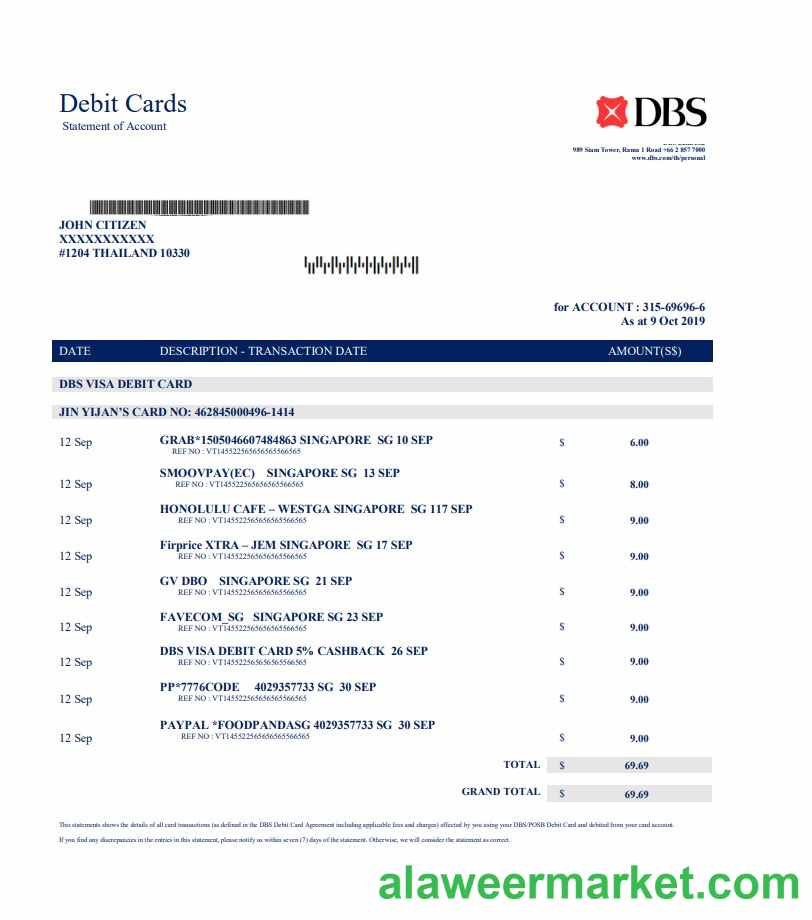 Debit Cards
Statement of Account
DBS
989 Siam Tower, Rama 1 Road +66 2 857 7000
www.dbs.com/th/personal
JOHN CITIZEN
XXXXXXXXXXX
#1204 THAILAND 10330
for ACCOUNT : 315-69696-6
As at 9 Oct 2019
DATE DESCRIPTION - TRANSACTION DATE AMOUNT(S$)
DBS VISA DEBIT CARD
JIN YIJAN'S CARD NO: 462845000496-1414
12 Sep GRAB*1505046607484863 SINGAPORE SG 10 SEP $ 6.00
REF NO : VT145522565656565566565
12 Sep SMOOVPAY(EC) SINGAPORE SG 13 SEP $ 8.00
REF NO : VT145522565656565566565
12 Sep HONOLULU CAFE – WESTGA SINGAPORE SG 117 SEP $ 9.00
REF NO : VT145522565656565566565
12 Sep Firprice XTRA – JEM SINGAPORE SG 17 SEP $ 9.00
REF NO : VT145522565656565566565
12 Sep GV DBO SINGAPORE SG 21 SEP $ 9.00
REF NO : VT145522565656565566565
12 Sep FAVECOM_SG SINGAPORE SG 23 SEP $ 9.00
REF NO : VT145522565656565566565
12 Sep DBS VISA DEBIT CARD 5% CASHBACK 26 SEP $ 9.00
REF NO : VT145522565656565566565
12 Sep PP*7776CODE 4029357733 SG 30 SEP $ 9.00
REF NO : VT145522565656565566565
12 Sep PAYPAL *FOODPANDASG 4029357733 SG 30 SEP $ 9.00
REF NO : VT145522565656565566565
TOTAL $ 69.69
GRAND TOTAL $ 69.69
This statements shows the details of all card transactions (as defined in the DBS Debit Card Agreement including applicable fees and charges) effected by you using your DBS/POSB Debit Card and debited from your card account.
If you find any discrepancies in the entries in this statement, please notify us within seven (7) days of the statement. Otherwise, we will consider the statement as correct.
alaweermarket.com